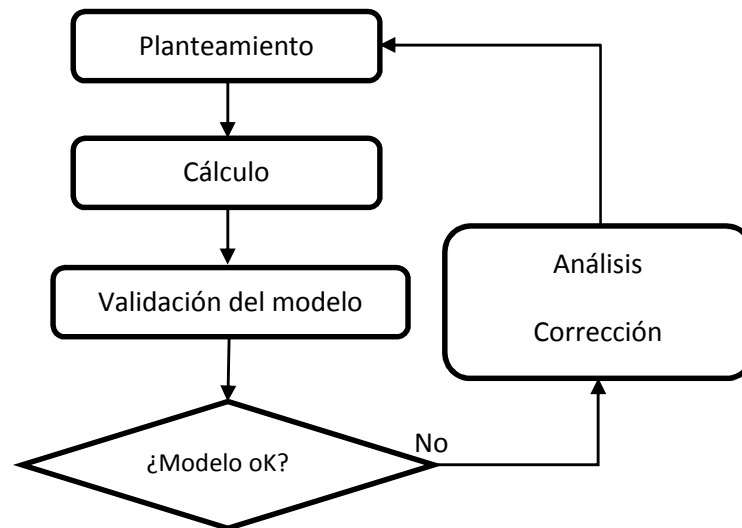 Planteamiento
Cálculo
Validación del modelo
¿Modelo oK?
No
Análisis
Corrección